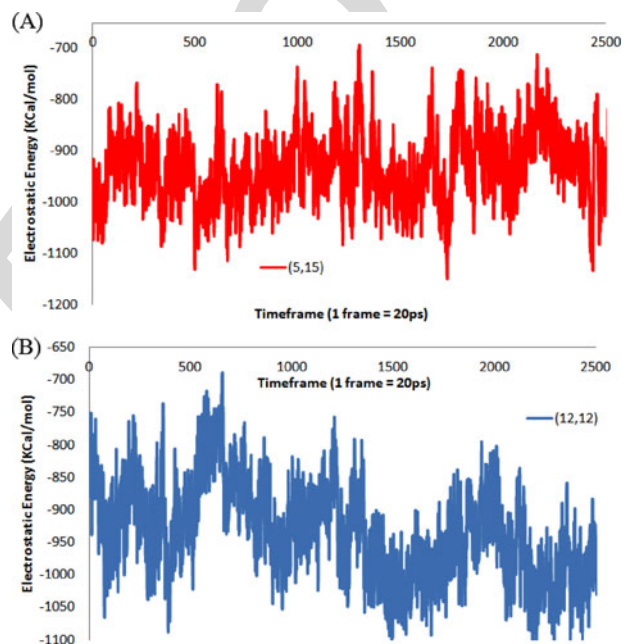 (A)
0 500 1000 1500 2000 2500
-700
-800
-900
-1000
-1100
-1200
Electrostatic Energy (KCal/mol)
(5,15)
Timeframe (1 frame = 20ps)
(B)
-650
0 500 1000 1500 2000 2500
Timeframe (1 frame = 20ps)
-700
-750
-800
-850
-900
-950
-1000
-1050
-1100
Electrostatic Energy (KCal/mol)
(12,12)